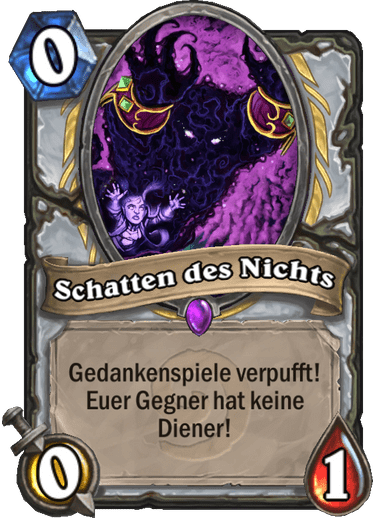 0
Schatten des Nichts
Gedankenspiele verpufft!
Euer Gegner hat keine
Diener!
0
1